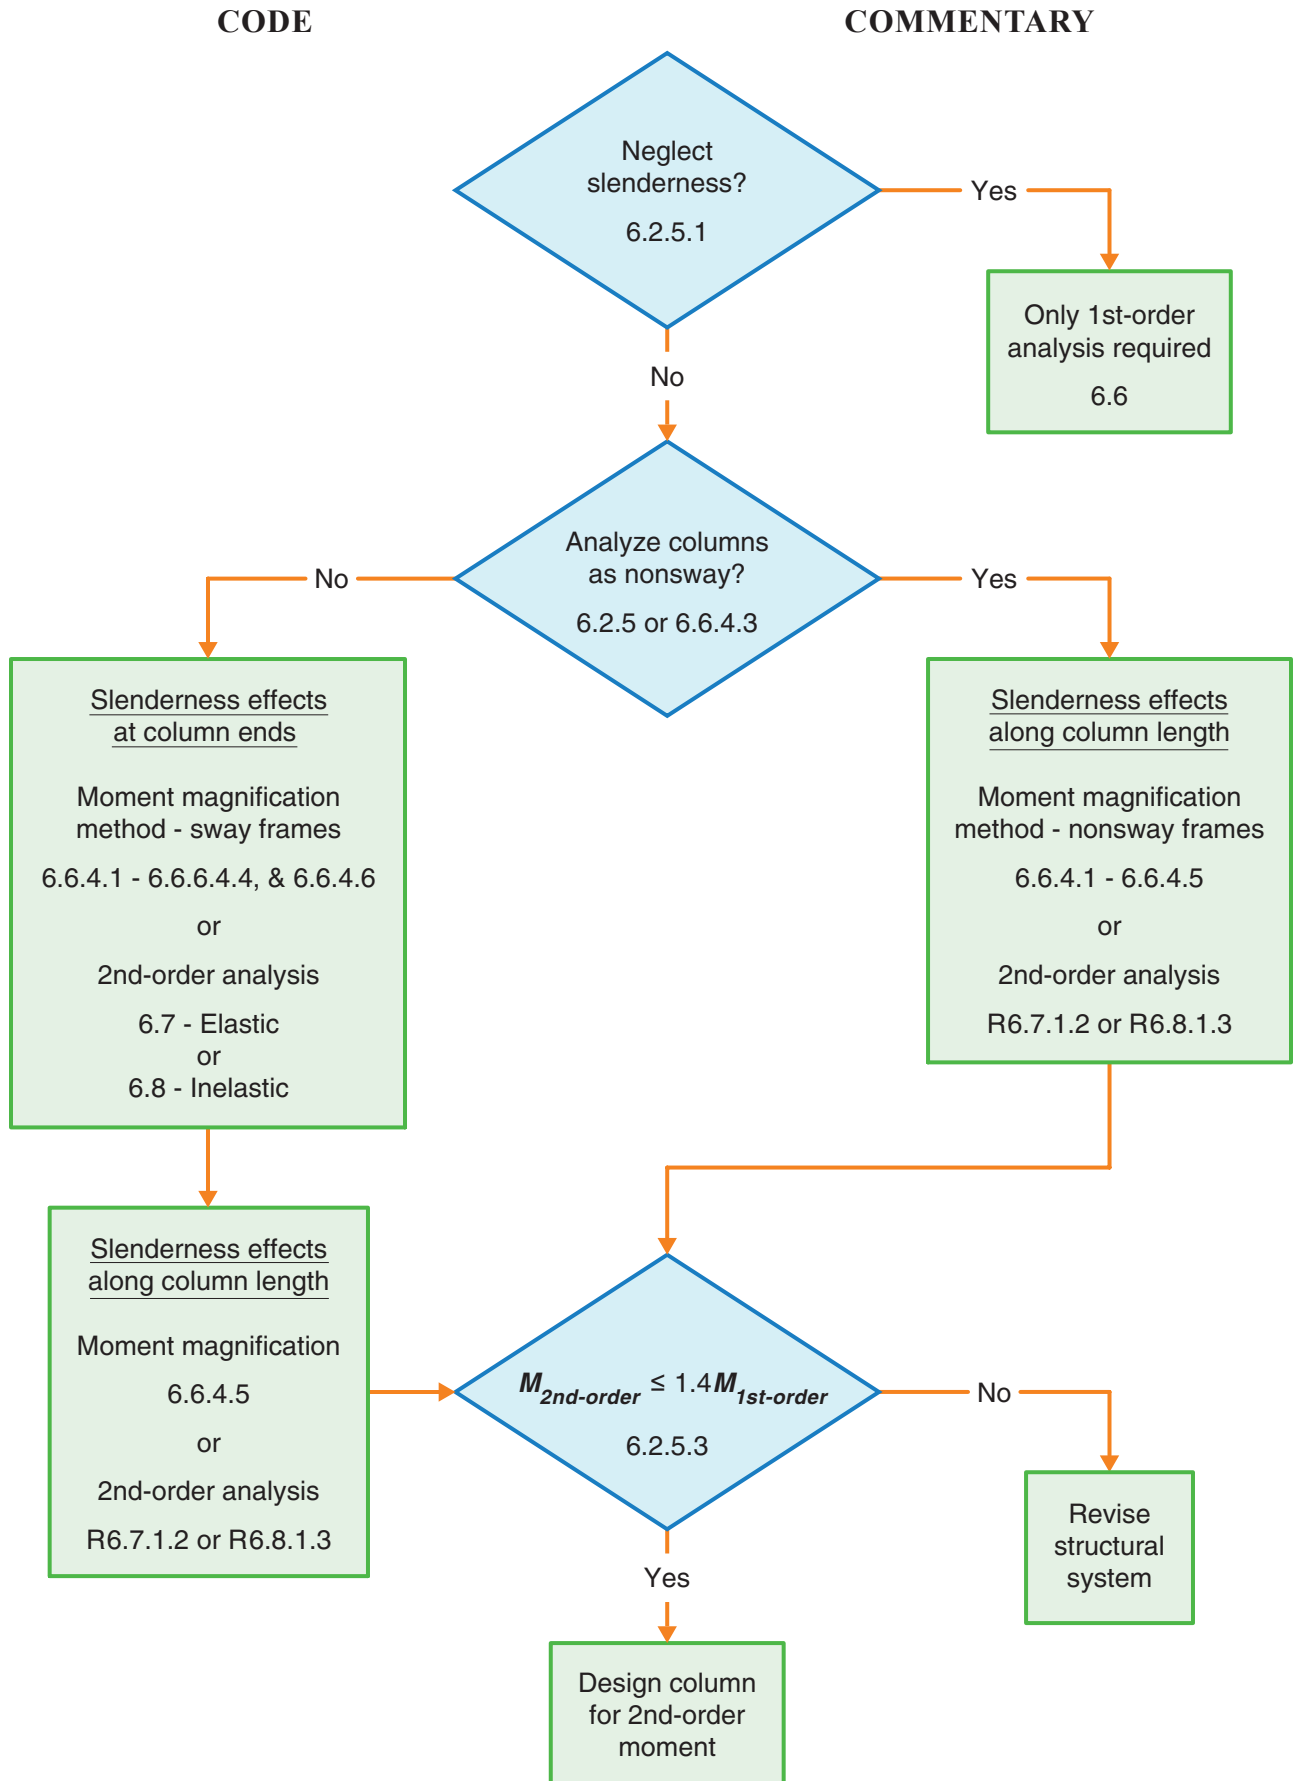 CODE
COMMENTARY
Neglect
slenderness?
6.2.5.1
Yes
Only 1st-order
analysis required
6.6
No
Analyze columns
as nonsway?
6.2.5 or 6.6.4.3
No
Yes
Slenderness effects
at column ends
Moment magnification
method - sway frames
6.6.4.1 - 6.6.6.4.4, & 6.6.4.6
or
2nd-order analysis
6.7 - Elastic
or
6.8 - Inelastic
Slenderness effects
along column length
Moment magnification
method - nonsway frames
6.6.4.1 - 6.6.4.5
or
2nd-order analysis
R6.7.1.2 or R6.8.1.3
Slenderness effects
along column length
Moment magnification
6.6.4.5
or
2nd-order analysis
R6.7.1.2 or R6.8.1.3
M2nd-order ≤ 1.4M1st-order
6.2.5.3
No
Revise
structural
system
Yes
Design column
for 2nd-order
moment